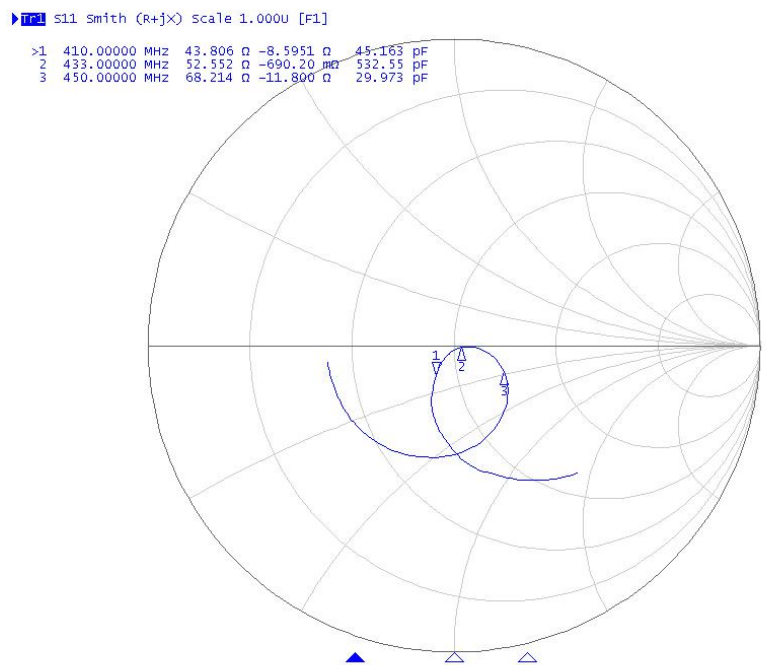 Tr1 S11 Smith (R+jX) Scale 1.000U [F1]
>1 410.00000 MHz 43.806 Ω -8.5951 Ω 45.163 pF
2 433.00000 MHz 52.552 Ω -690.20 mΩ 532.55 pF
3 450.00000 MHz 68.214 Ω -11.800 Ω 29.973 pF
1
2
3